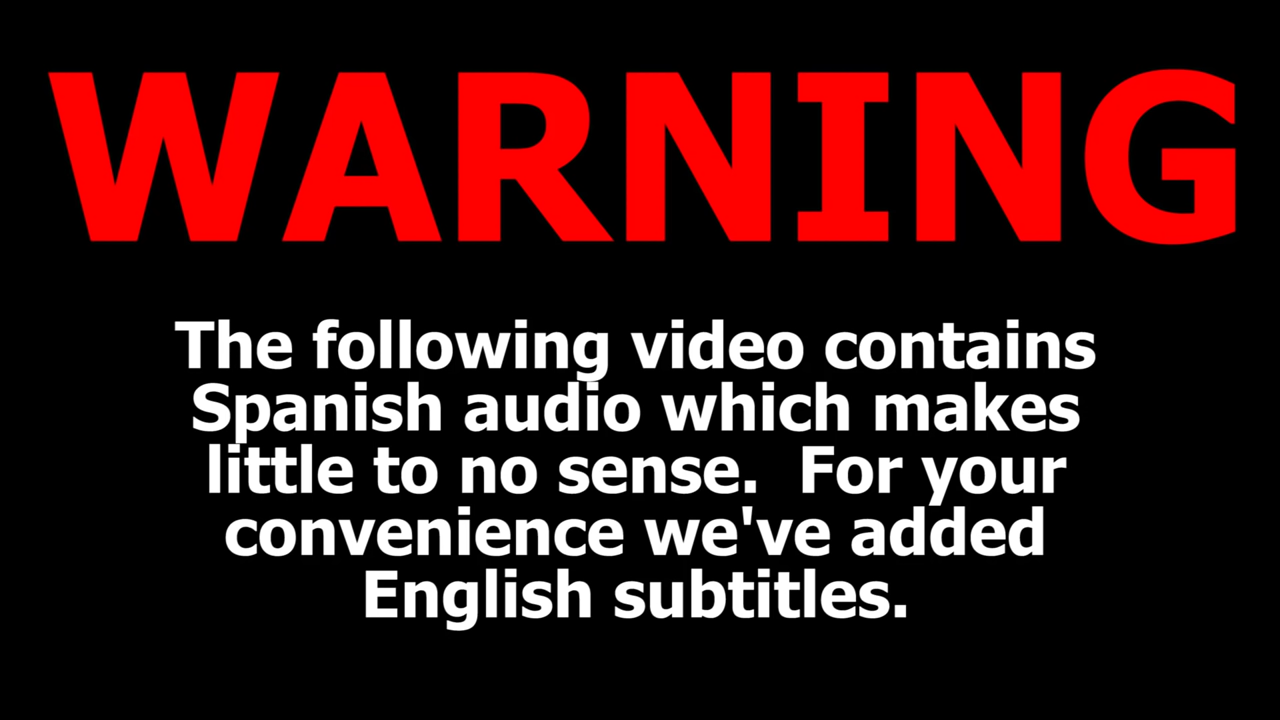 WARNING
The following video contains
Spanish audio which makes
little to no sense.  For your
convenience we've added
English subtitles.